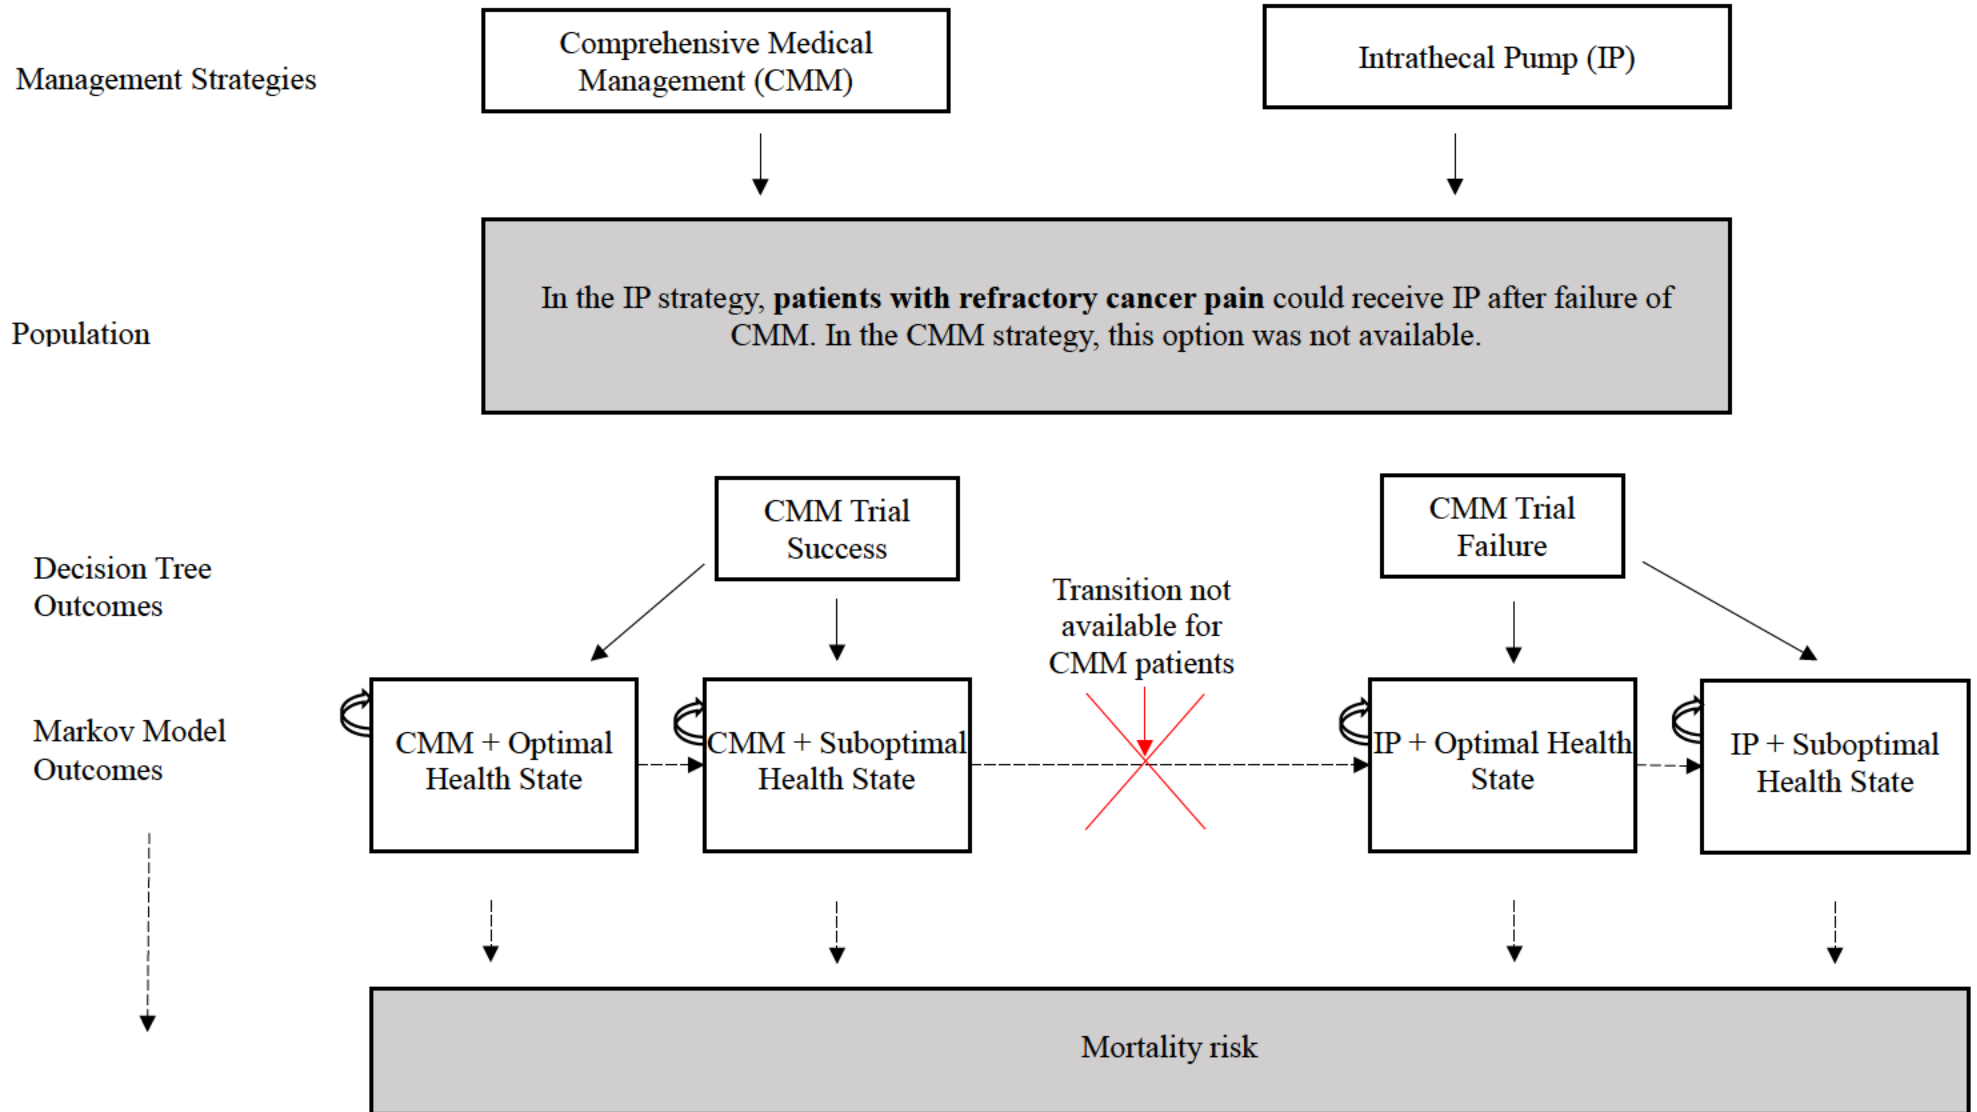 Management Strategies
Comprehensive Medical
Management (CMM)
Intrathecal Pump (IP)
Population
In the IP strategy, patients with refractory cancer pain could receive IP after failure of
CMM. In the CMM strategy, this option was not available.
Decision Tree
Outcomes
CMM Trial
Success
CMM Trial
Failure
Transition not
available for
CMM patients
Markov Model
Outcomes
CMM + Optimal
Health State
CMM + Suboptimal
Health State
IP + Optimal Health
State
IP + Suboptimal
Health State
Mortality risk